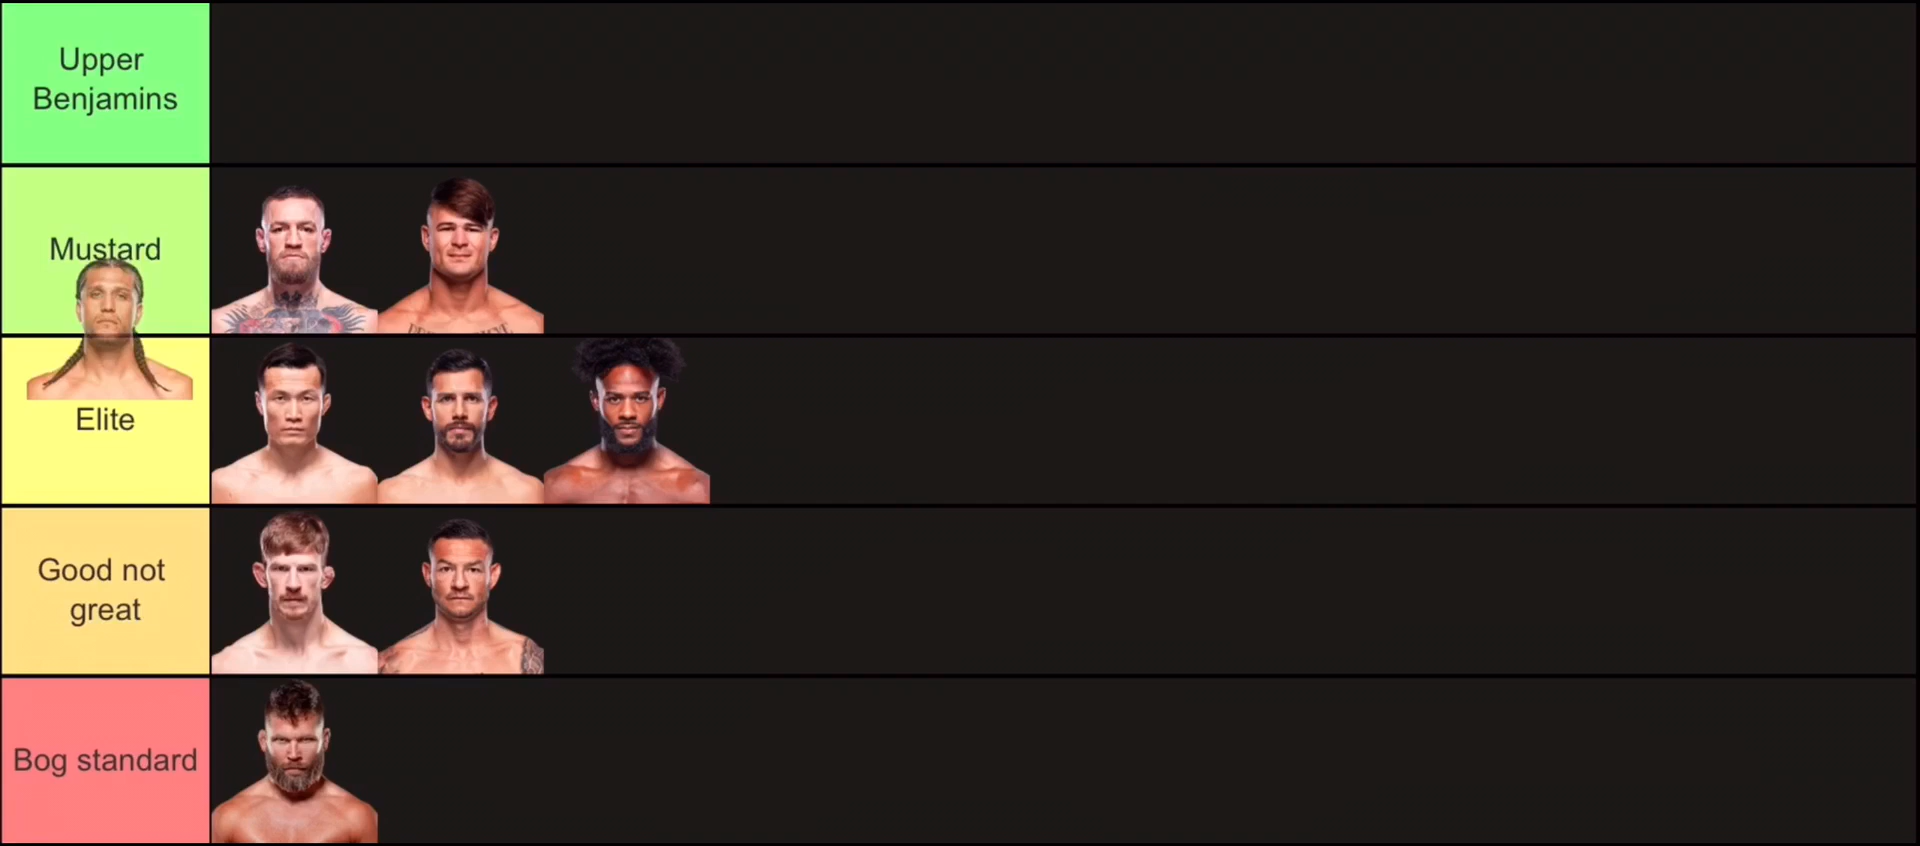 Upper
Benjamins
Mustard
Elite
Good not
great
Bog standard